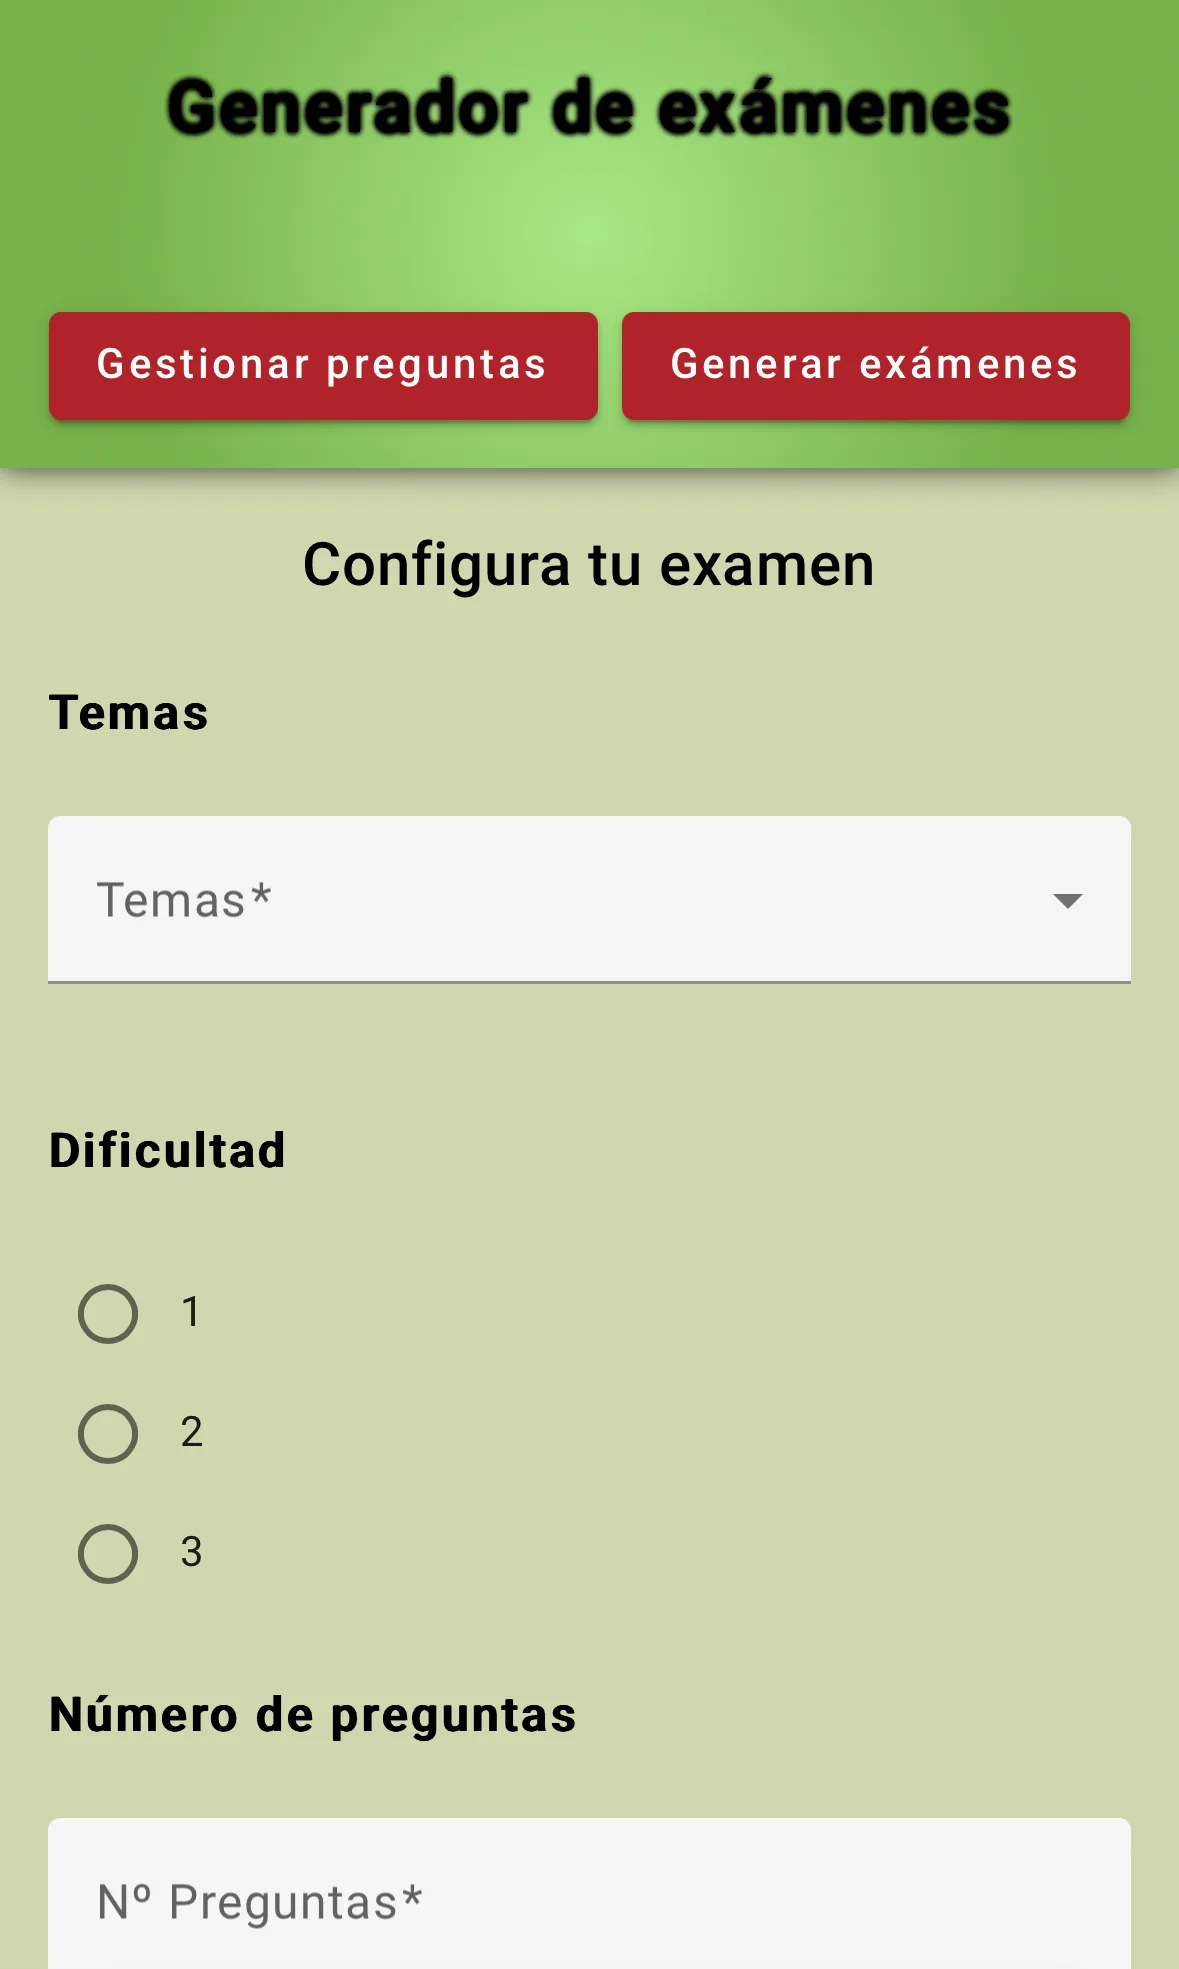 Generador de exámenes
Gestionar preguntas Generar exámenes
Configura tu examen
Temas
Temas*
Dificultad
1
2
3
Número de preguntas
Nº Preguntas*